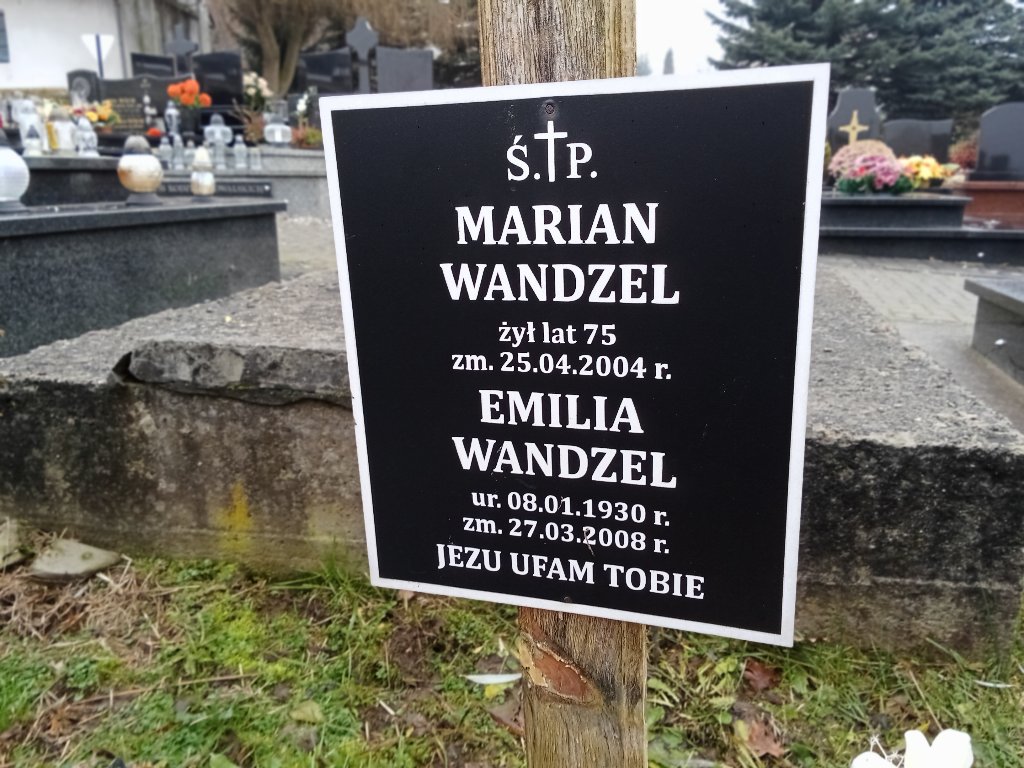 Ś.†P.
MARIAN
WANDZEL
żył lat 75
zm. 25.04.2004 r.
EMILIA
WANDZEL
ur. 08.01.1930 r.
zm. 27.03.2008 r.
JEZU UFAM TOBIE